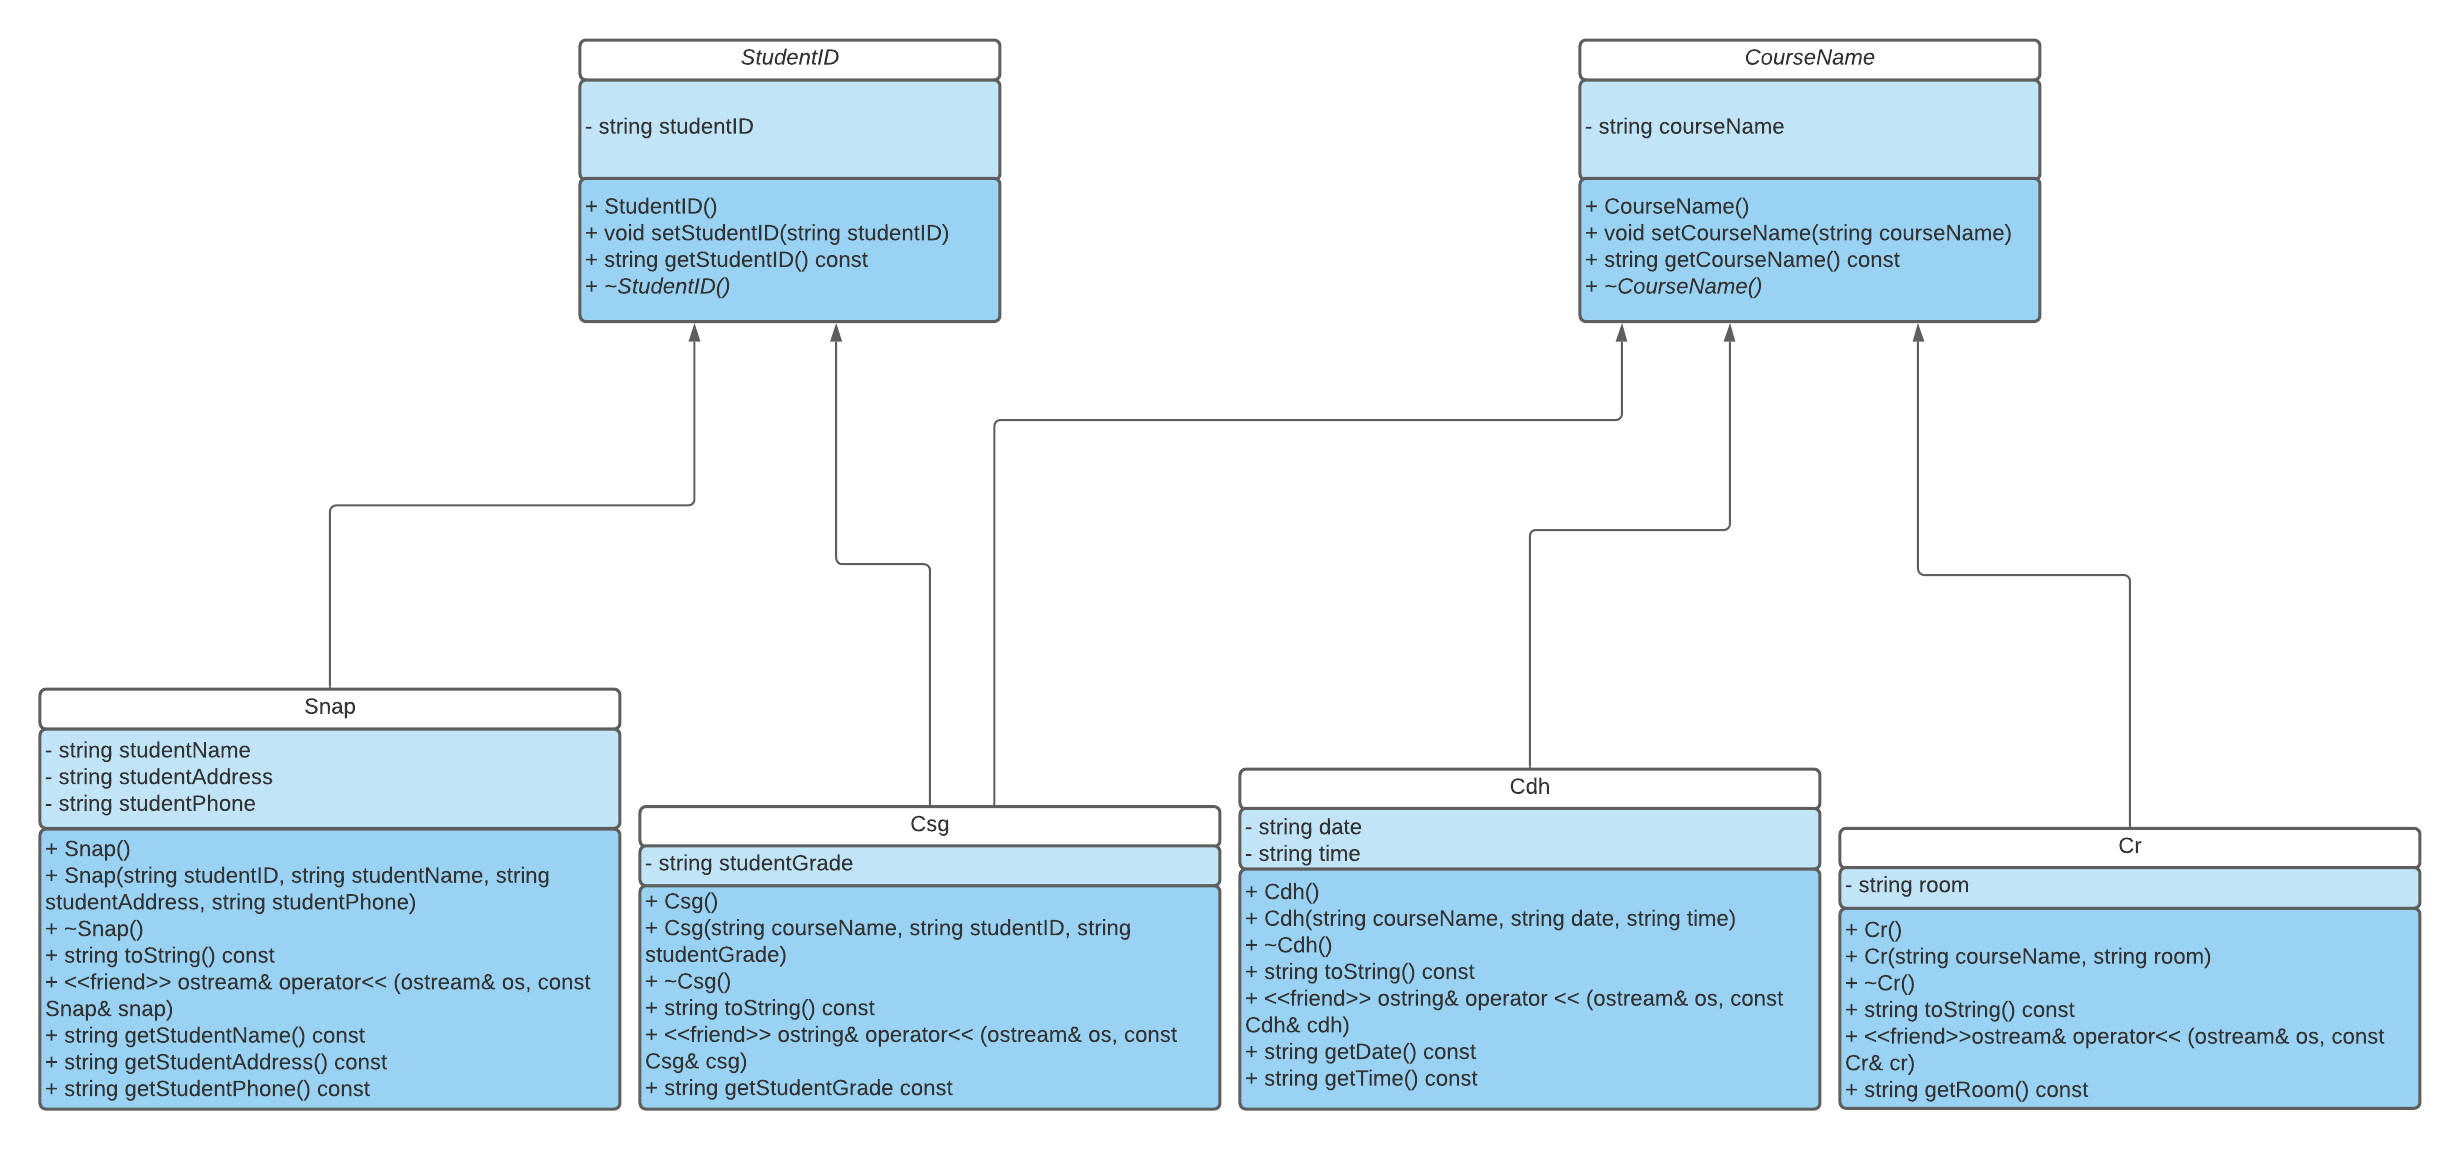 StudentID
- string studentID
+ StudentID()
+ void setStudentID(string studentID)
+ string getStudentID() const
+ ~StudentID()
CourseName
- string courseName
+ CourseName()
+ void setCourseName(string courseName)
+ string getCourseName() const
+ ~CourseName()
Snap
- string studentName
- string studentAddress
- string studentPhone
+ Snap()
+ Snap(string studentID, string studentName, string
studentAddress, string studentPhone)
+ ~Snap()
+ string toString() const
+ <<friend>> ostream& operator<< (ostream& os, const
Snap& snap)
+ string getStudentName() const
+ string getStudentAddress() const
+ string getStudentPhone() const
Csg
- string studentGrade
+ Csg()
+ Csg(string courseName, string studentID, string
studentGrade)
+ ~Csg()
+ string toString() const
+ <<friend>> ostring& operator<< (ostream& os, const
Csg& csg)
+ string getStudentGrade const
Cdh
- string date
- string time
+ Cdh()
+ Cdh(string courseName, string date, string time)
+ ~Cdh()
+ string toString() const
+ <<friend>> ostring& operator << (ostream& os, const
Cdh& cdh)
+ string getDate() const
+ string getTime() const
Cr
- string room
+ Cr()
+ Cr(string courseName, string room)
+ ~Cr()
+ string toString() const
+ <<friend>>ostream& operator<< (ostream& os, const
Cr& cr)
+ string getRoom() const